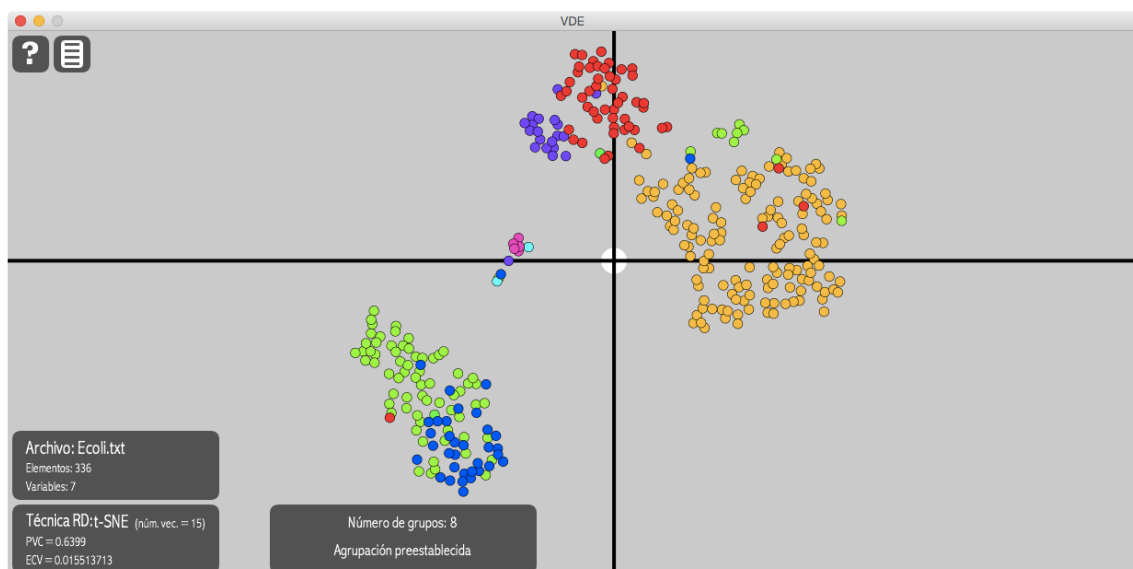 VDE
?
Archivo: Ecoli.txt
Elementos: 336
Variables: 7
Técnica RD:t-SNE (núm. vec. = 15)
PVC = 0.6399
ECV = 0.015513713
Número de grupos: 8
Agrupación preestablecida